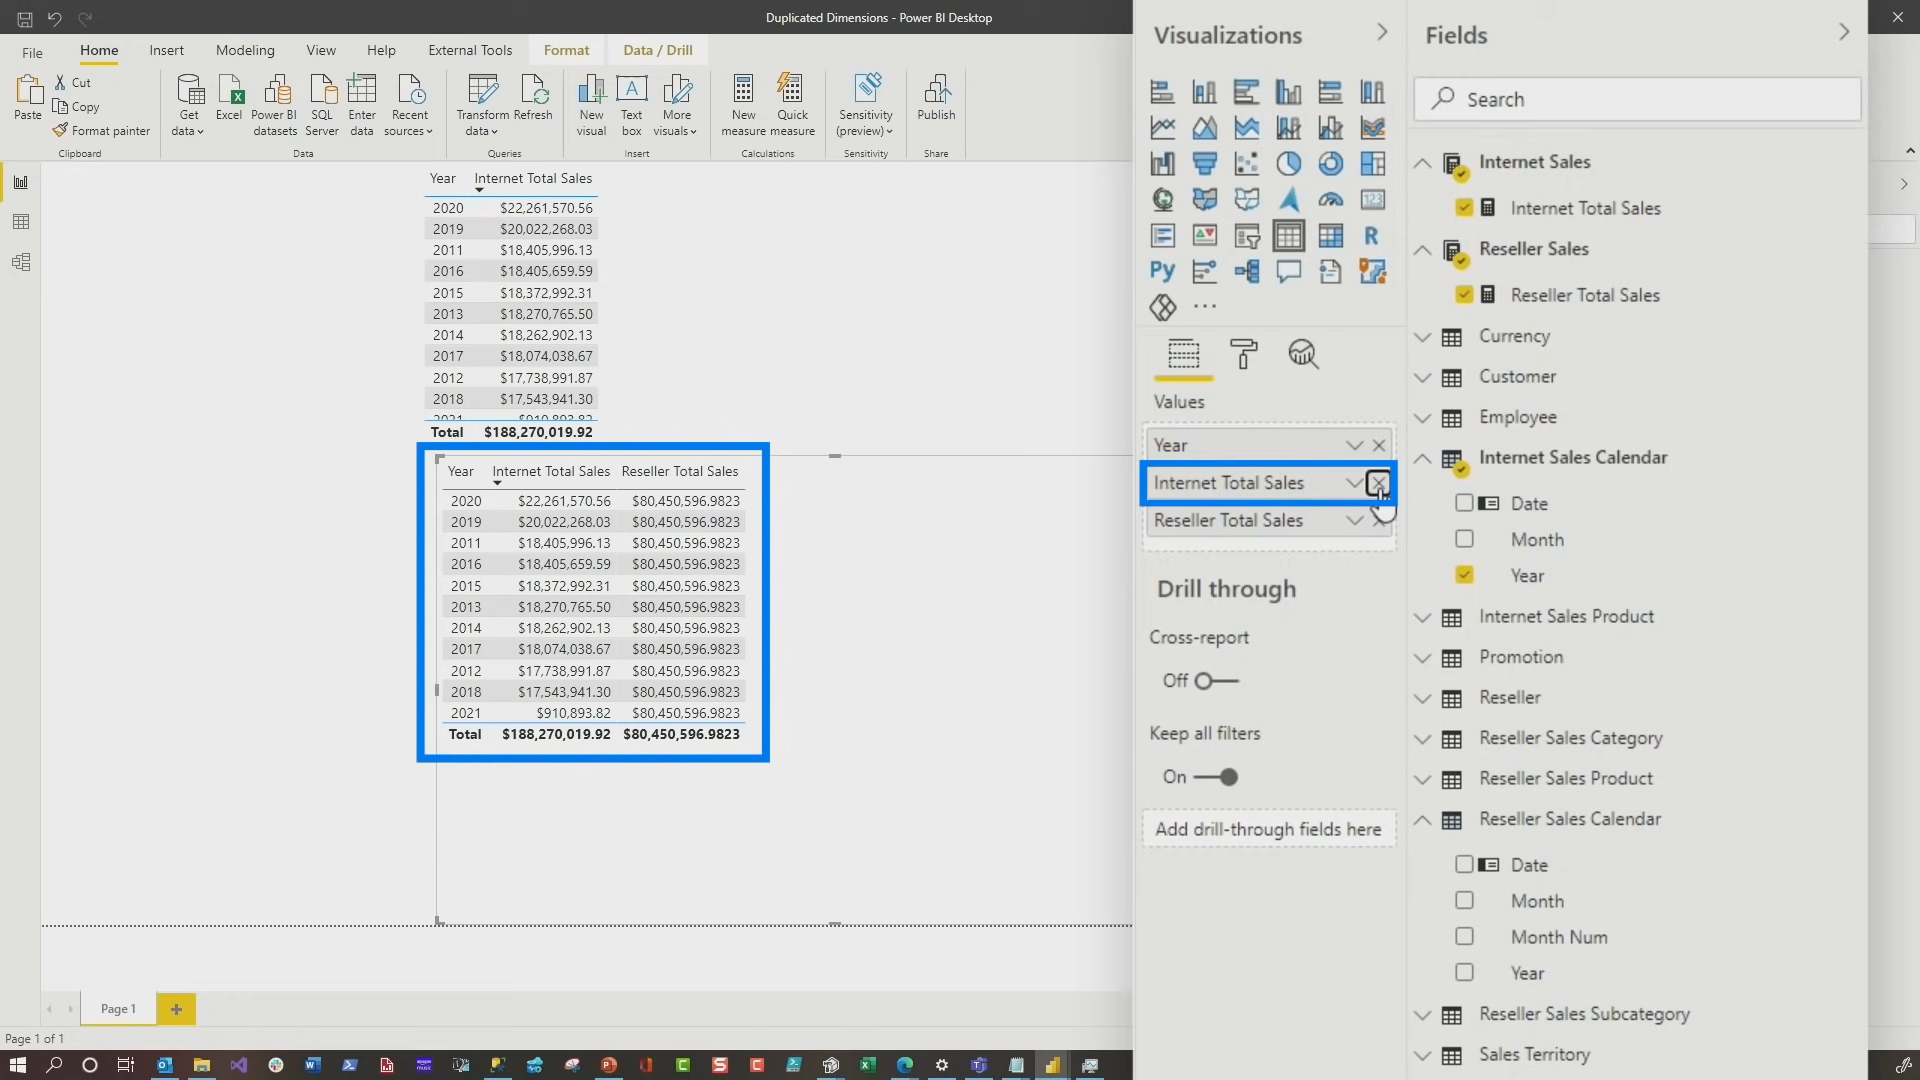 Duplicated Dimensions - Power BI Desktop
File Home Insert Modeling View Help External Tools Format Data / Drill
Paste
Cut
Copy
Format painter
Clipboard
Get data
Excel
Power BI datasets
SQL Server
Enter data
Recent sources
Data
Transform data
Refresh
Queries
New visual
Text box
More visuals
Insert
New measure
Quick measure
Calculations
Sensitivity (preview)
Sensitivity
Publish
Share
Year Internet Total Sales
2020 $22,261,570.56
2019 $20,022,268.03
2011 $18,405,996.13
2016 $18,405,659.59
2015 $18,372,992.31
2013 $18,270,765.50
2014 $18,262,902.13
2017 $18,074,038.67
2012 $17,738,991.87
2018 $17,543,941.30
2021 $910,893.82
Total $188,270,019.92
Year Internet Total Sales Reseller Total Sales
2020 $22,261,570.56 $80,450,596.9823
2019 $20,022,268.03 $80,450,596.9823
2011 $18,405,996.13 $80,450,596.9823
2016 $18,405,659.59 $80,450,596.9823
2015 $18,372,992.31 $80,450,596.9823
2013 $18,270,765.50 $80,450,596.9823
2014 $18,262,902.13 $80,450,596.9823
2017 $18,074,038.67 $80,450,596.9823
2012 $17,738,991.87 $80,450,596.9823
2018 $17,543,941.30 $80,450,596.9823
2021 $910,893.82 $80,450,596.9823
Total $188,270,019.92 $80,450,596.9823
Page 1
Page 1 of 1
Visualizations
123
R
Py
Values
Year
Internet Total Sales
Reseller Total Sales
Drill through
Cross-report
Off
Keep all filters
On
Add drill-through fields here
Fields
Search
Internet Sales
Internet Total Sales
Reseller Sales
Reseller Total Sales
Currency
Customer
Employee
Internet Sales Calendar
Date
Month
Year
Internet Sales Product
Promotion
Reseller
Reseller Sales Category
Reseller Sales Product
Reseller Sales Calendar
Date
Month
Month Num
Year
Reseller Sales Subcategory
Sales Territory